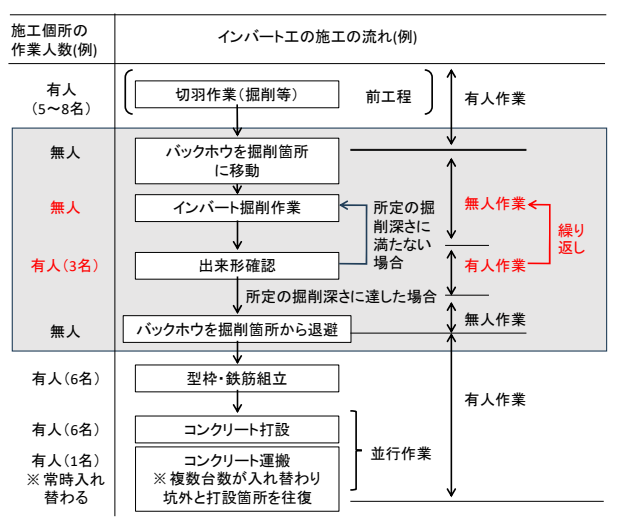 施工個所の
作業人数(例)
インバート工の施工の流れ(例)
有人
(5～8名)
切羽作業(掘削等)
前工程
有人作業
無人
バックホウを掘削箇所
に移動
無人
インバート掘削作業
所定の掘
削深さに
満たない
場合
無人作業
繰り
返し
有人(3名)
出来形確認
有人作業
所定の掘削深さに達した場合
無人
バックホウを掘削箇所から退避
無人作業
有人(6名)
型枠・鉄筋組立
有人作業
有人(6名)
コンクリート打設
並行作業
有人(1名)
※常時入れ
替わる
コンクリート運搬
※複数台数が入れ替わり
坑外と打設箇所を往復